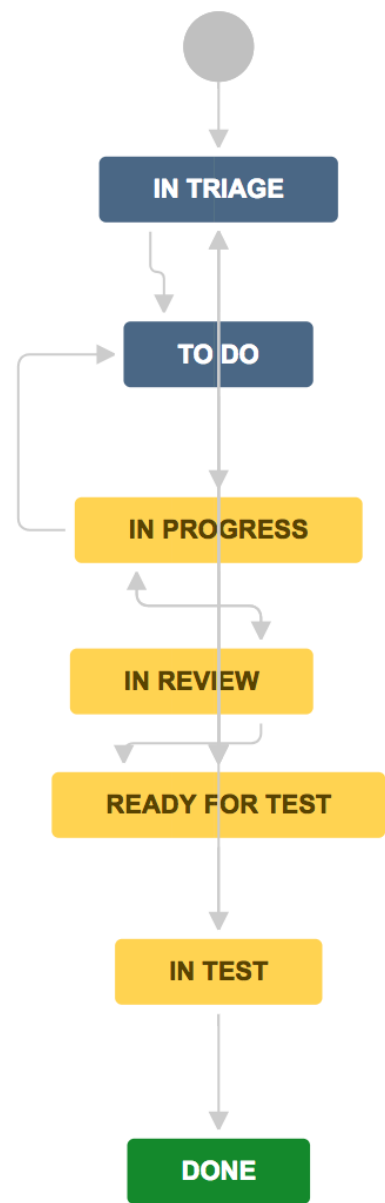 IN TRIAGE
TO DO
IN PROGRESS
IN REVIEW
READY FOR TEST
IN TEST
DONE